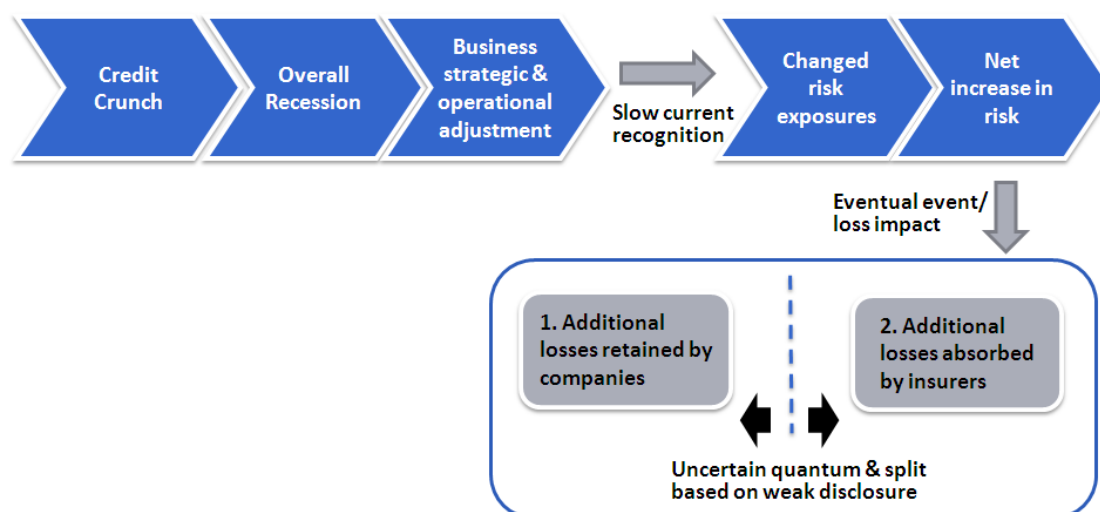 Credit
Crunch
Overall
Recession
Business
strategic &
operational
adjustment
Slow current
recognition
Changed
risk
exposures
Net
increase in
risk
Eventual event/
loss impact
1. Additional
losses retained by
companies
2. Additional
losses absorbed
by insurers
Uncertain quantum & split
based on weak disclosure